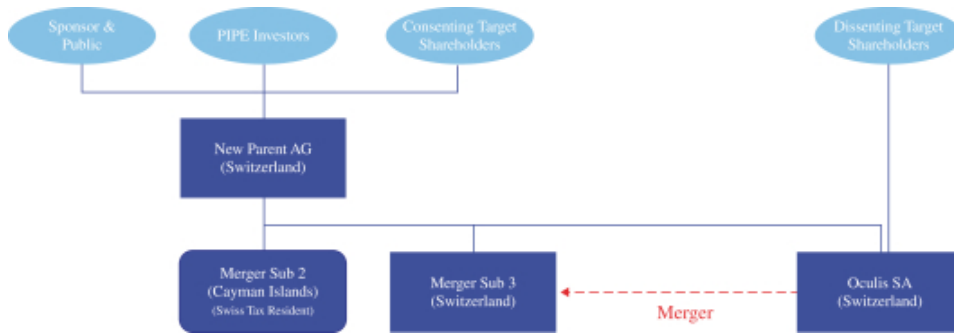 Sponsor &
Public
PIPE Investors
Consenting Target
Shareholders
Dissenting Target
Shareholders
New Parent AG
(Switzerland)
Merger Sub 2
(Cayman Islands)
(Swiss Tax Resident)
Merger Sub 3
(Switzerland)
Merger
Oculis SA
(Switzerland)